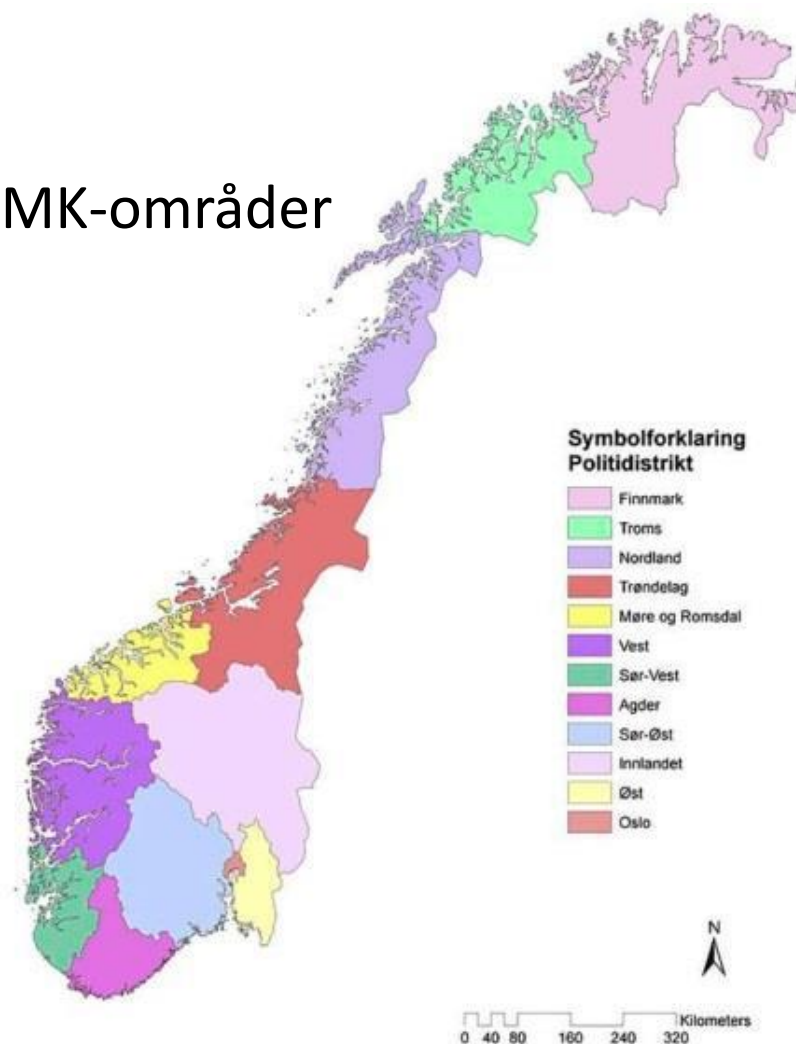 MK-områder
Symbolforklaring
Politidistrikt
Finnmark
Troms
Nordland
Trøndelag
Møre og Romsdal
Vest
Sør-Vest
Agder
Sør-Øst
Innlandet
Øst
Oslo
N
Kilometers
0 40 80 160 240 320